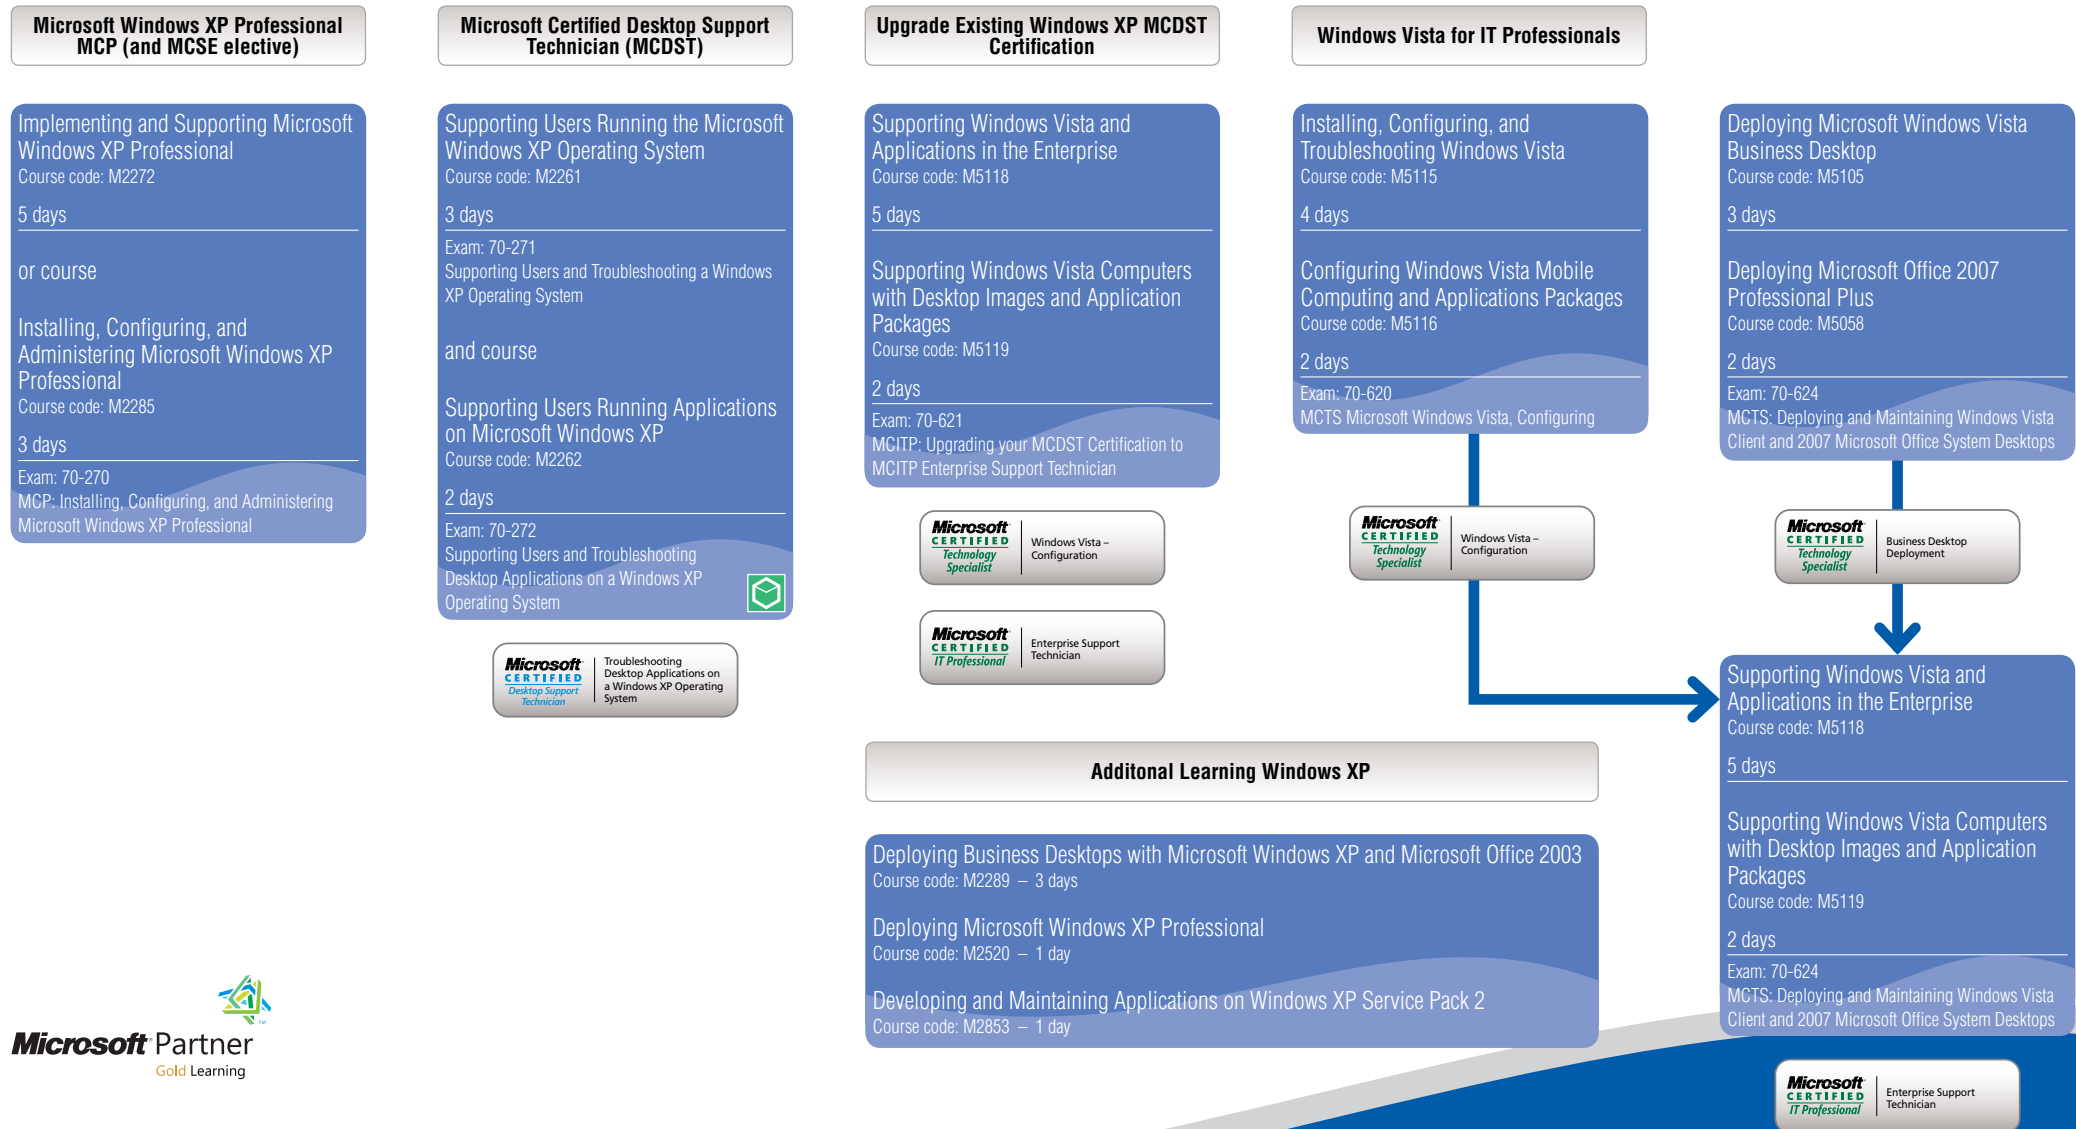 Microsoft Windows XP Professional
MCP (and MCSE elective)
Implementing and Supporting Microsoft
Windows XP Professional
Course code: M2272
5 days
or course
Installing, Configuring, and
Administering Microsoft Windows XP
Professional
Course code: M2285
3 days
Exam: 70-270
MCP: Installing, Configuring, and Administering
Microsoft Windows XP Professional
Microsoft Certified Desktop Support
Technician (MCDST)
Supporting Users Running the Microsoft
Windows XP Operating System
Course code: M2261
3 days
Exam: 70-271
Supporting Users and Troubleshooting a Windows
XP Operating System
and course
Supporting Users Running Applications
on Microsoft Windows XP
Course code: M2262
2 days
Exam: 70-272
Supporting Users and Troubleshooting
Desktop Applications on a Windows XP
Operating System
Microsoft
CERTIFIED
Desktop Support
Technician
Troubleshooting
Desktop Applications on
a Windows XP Operating
System
Upgrade Existing Windows XP MCDST
Certification
Supporting Windows Vista and
Applications in the Enterprise
Course code: M5118
5 days
Supporting Windows Vista Computers
with Desktop Images and Application
Packages
Course code: M5119
2 days
Exam: 70-621
MCITP: Upgrading your MCDST Certification to
MCITP Enterprise Support Technician
Microsoft
CERTIFIED
Technology
Specialist
Windows Vista –
Configuration
Microsoft
CERTIFIED
IT Professional
Enterprise Support
Technician
Windows Vista for IT Professionals
Installing, Configuring, and
Troubleshooting Windows Vista
Course code: M5115
4 days
Configuring Windows Vista Mobile
Computing and Applications Packages
Course code: M5116
2 days
Exam: 70-620
MCTS Microsoft Windows Vista, Configuring
Microsoft
CERTIFIED
Technology
Specialist
Windows Vista –
Configuration
Deploying Microsoft Windows Vista
Business Desktop
Course code: M5105
3 days
Deploying Microsoft Office 2007
Professional Plus
Course code: M5058
2 days
Exam: 70-624
MCTS: Deploying and Maintaining Windows Vista
Client and 2007 Microsoft Office System Desktops
Microsoft
CERTIFIED
Technology
Specialist
Business Desktop
Deployment
Supporting Windows Vista and
Applications in the Enterprise
Course code: M5118
5 days
Supporting Windows Vista Computers
with Desktop Images and Application
Packages
Course code: M5119
2 days
Exam: 70-624
MCTS: Deploying and Maintaining Windows Vista
Client and 2007 Microsoft Office System Desktops
Microsoft
CERTIFIED
IT Professional
Enterprise Support
Technician
Additonal Learning Windows XP
Deploying Business Desktops with Microsoft Windows XP and Microsoft Office 2003
Course code: M2289 – 3 days
Deploying Microsoft Windows XP Professional
Course code: M2520 – 1 day
Developing and Maintaining Applications on Windows XP Service Pack 2
Course code: M2853 – 1 day
Microsoft Partner
Gold Learning